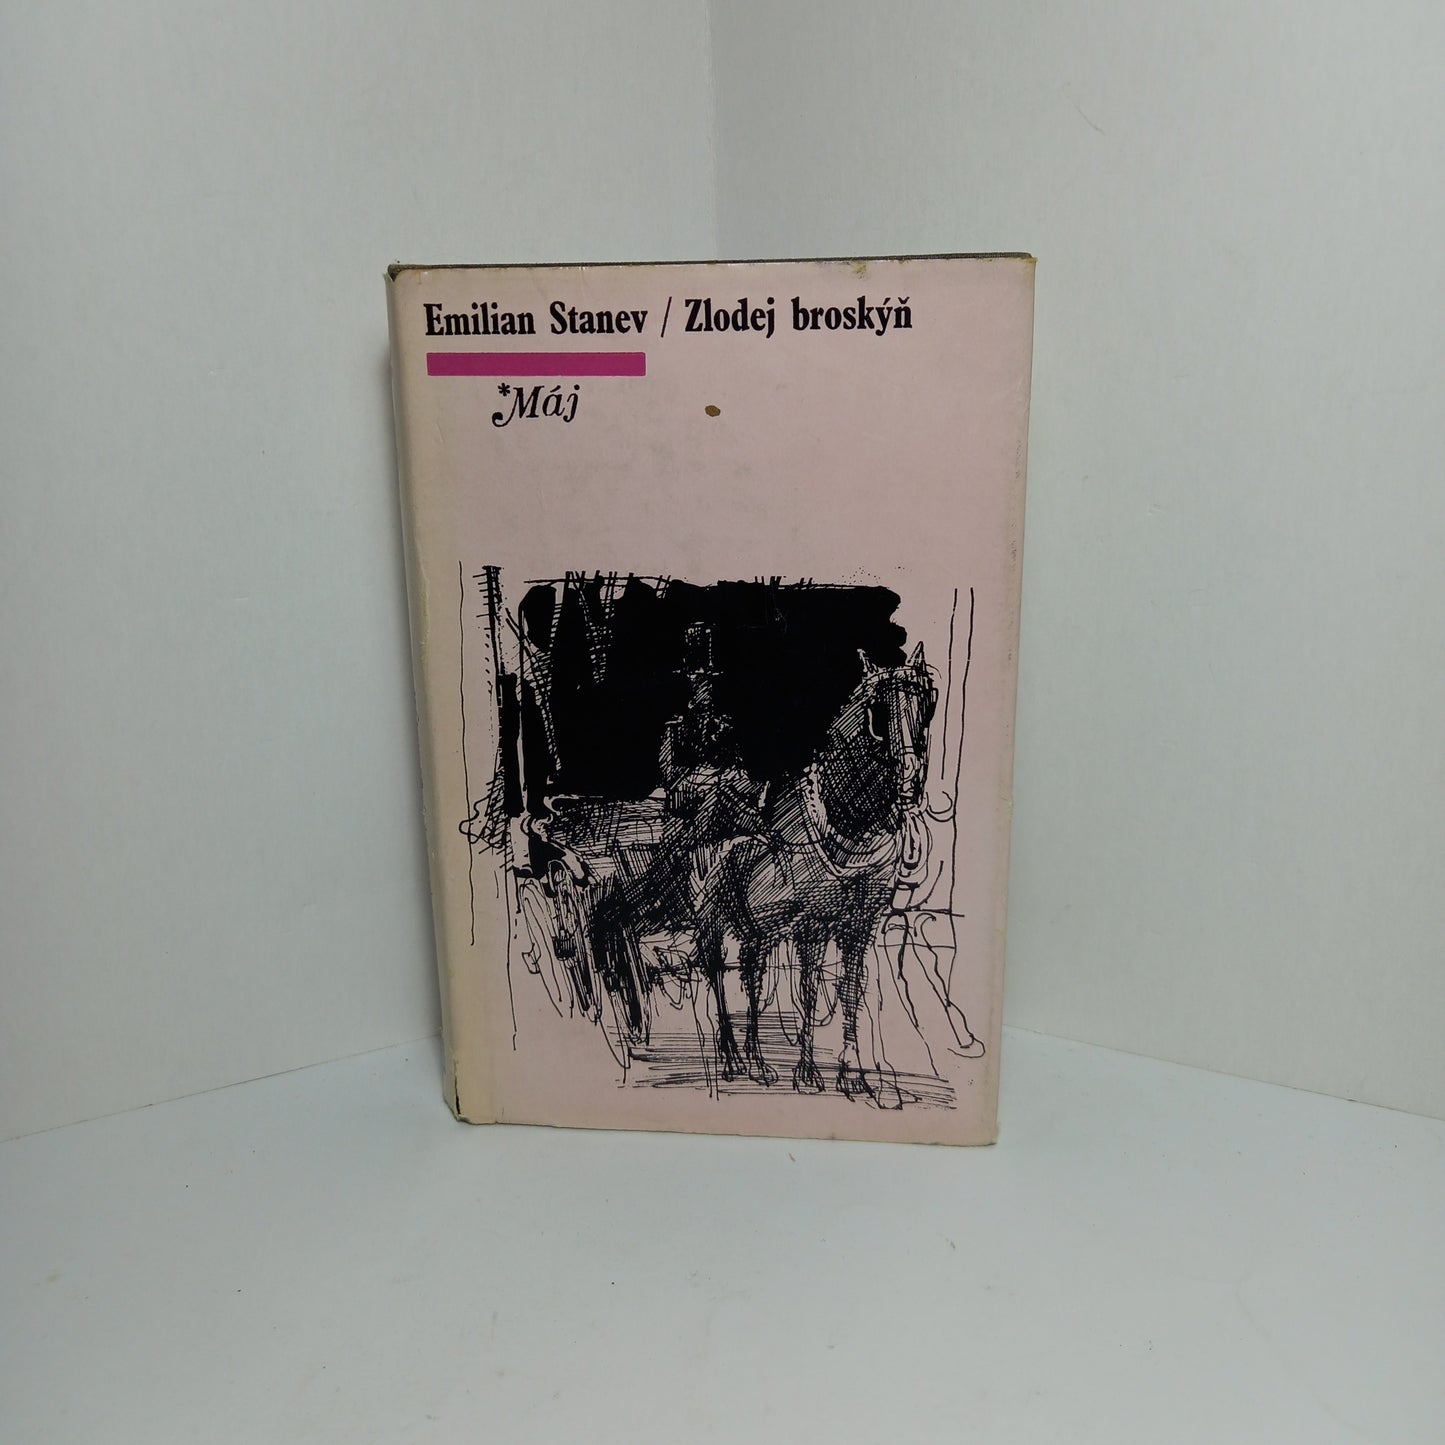 Emilian Stanev / Zlodej broskýň
*Máj